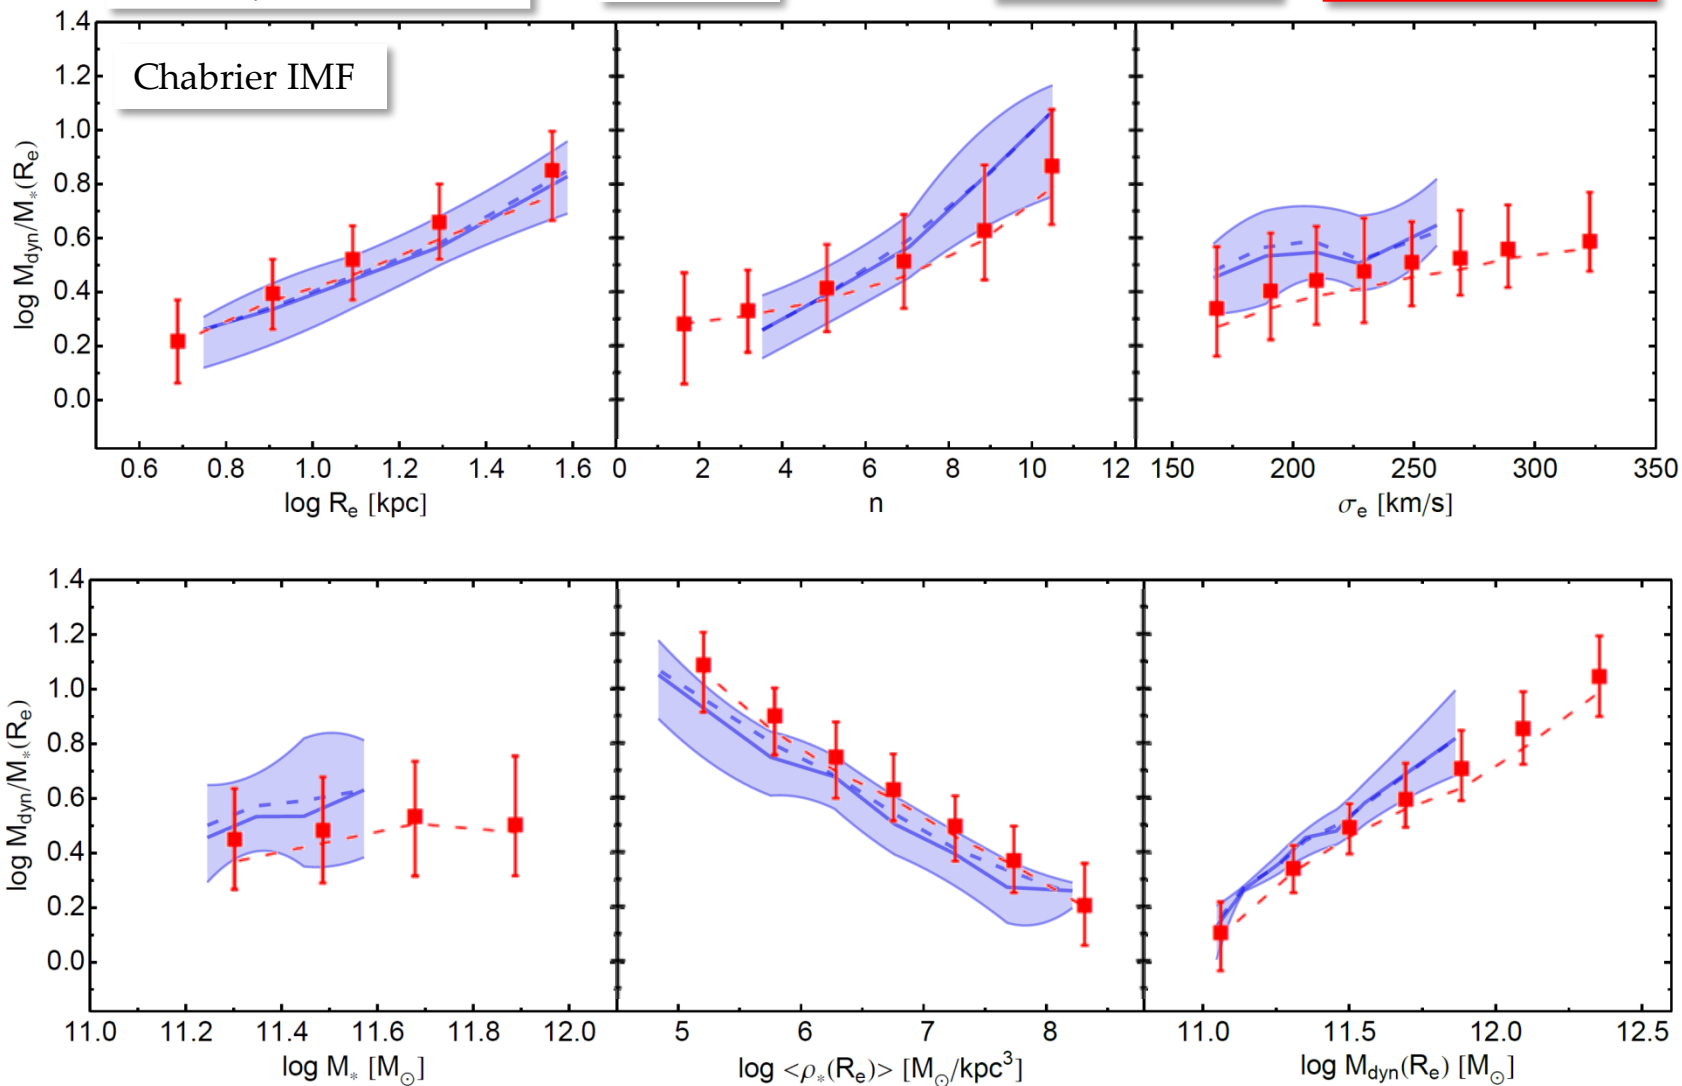 1.4
1.2
1.0
0.8
0.6
0.4
0.2
0.0
log M_dyn/M_*(R_e)
Chabrier IMF
0.6 0.8 1.0 1.2 1.4 1.6
log R_e [kpc]
0 2 4 6 8 10 12
n
150 200 250 300 350
σ_e [km/s]
1.4
1.2
1.0
0.8
0.6
0.4
0.2
0.0
log M_dyn/M_*(R_e)
11.0 11.2 11.4 11.6 11.8 12.0
log M_* [M_⊙]
5 6 7 8
log <ρ_*(R_e)> [M_⊙/kpc³]
11.0 11.5 12.0 12.5
log M_dyn(R_e) [M_⊙]